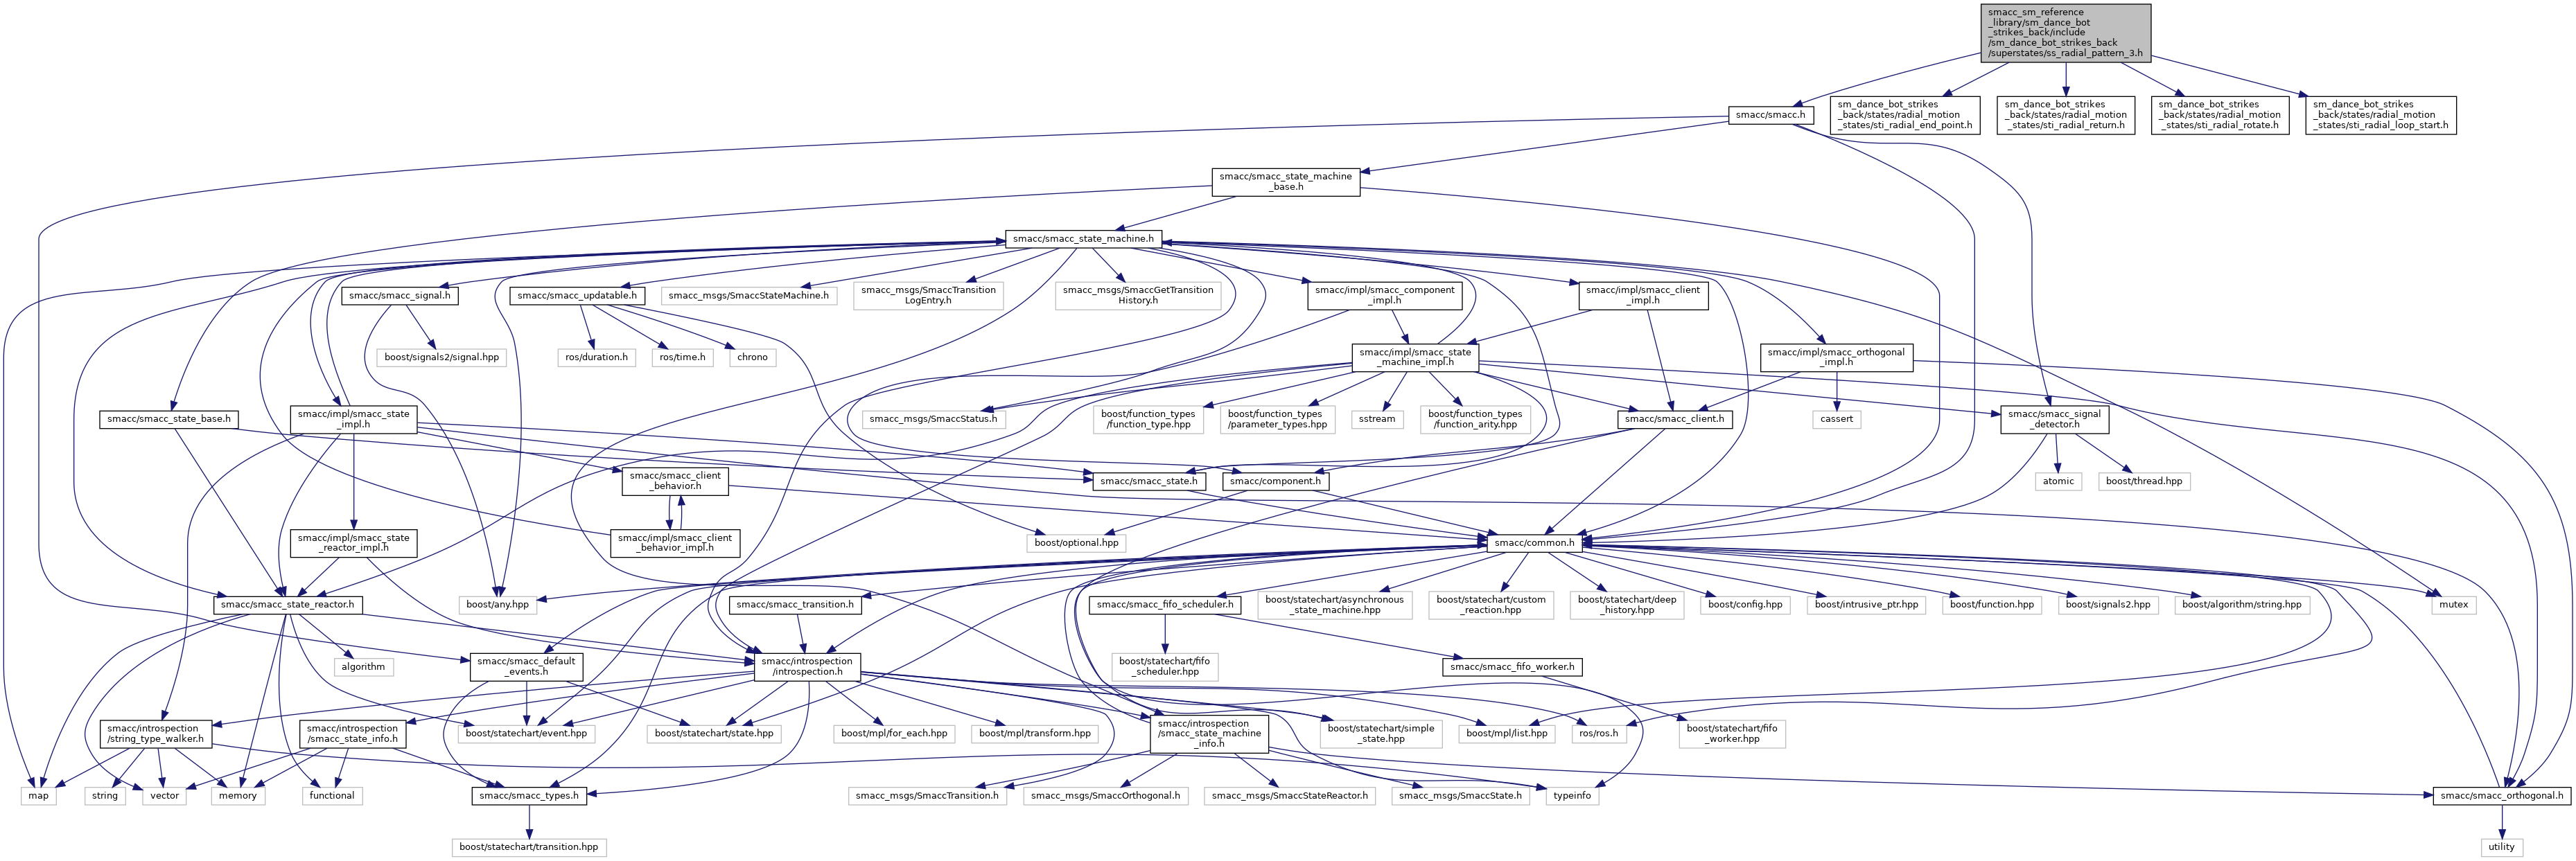 smacc_sm_reference
_library/sm_dance_bot
_strikes_back/include
/sm_dance_bot_strikes_back
/superstates/ss_radial_pattern_3.h
smacc/smacc.h
sm_dance_bot_strikes
_back/states/radial_motion
_states/sti_radial_end_point.h
sm_dance_bot_strikes
_back/states/radial_motion
_states/sti_radial_return.h
sm_dance_bot_strikes
_back/states/radial_motion
_states/sti_radial_rotate.h
sm_dance_bot_strikes
_back/states/radial_motion
_states/sti_radial_loop_start.h
smacc/smacc_state_machine
_base.h
smacc/smacc_state_machine.h
smacc/smacc_signal.h
smacc/smacc_updatable.h
smacc_msgs/SmaccStateMachine.h
smacc_msgs/SmaccTransition
LogEntry.h
smacc_msgs/SmaccGetTransition
History.h
smacc/impl/smacc_component
_impl.h
smacc/impl/smacc_client
_impl.h
boost/signals2/signal.hpp
ros/duration.h
ros/time.h
chrono
smacc/impl/smacc_state
_machine_impl.h
smacc/impl/smacc_orthogonal
_impl.h
smacc/smacc_state_base.h
smacc/impl/smacc_state
_impl.h
smacc_msgs/SmaccStatus.h
boost/function_types
/function_type.hpp
boost/function_types
/parameter_types.hpp
sstream
boost/function_types
/function_arity.hpp
smacc/smacc_client.h
cassert
smacc/smacc_signal
_detector.h
smacc/smacc_client
_behavior.h
smacc/smacc_state.h
smacc/component.h
atomic
boost/thread.hpp
smacc/impl/smacc_state
_reactor_impl.h
smacc/impl/smacc_client
_behavior_impl.h
boost/optional.hpp
smacc/common.h
smacc/smacc_state_reactor.h
boost/any.hpp
smacc/smacc_transition.h
smacc/smacc_fifo_scheduler.h
boost/statechart/asynchronous
_state_machine.hpp
boost/statechart/custom
_reaction.hpp
boost/statechart/deep
_history.hpp
boost/config.hpp
boost/intrusive_ptr.hpp
boost/function.hpp
boost/signals2.hpp
boost/algorithm/string.hpp
mutex
algorithm
smacc/smacc_default
_events.h
smacc/introspection
/introspection.h
boost/statechart/fifo
_scheduler.hpp
smacc/smacc_fifo_worker.h
smacc/introspection
/string_type_walker.h
smacc/introspection
/smacc_state_info.h
boost/statechart/event.hpp
boost/statechart/state.hpp
boost/mpl/for_each.hpp
boost/mpl/transform.hpp
smacc/introspection
/smacc_state_machine
_info.h
boost/statechart/simple
_state.hpp
boost/mpl/list.hpp
ros/ros.h
boost/statechart/fifo
_worker.hpp
map
string
vector
memory
functional
smacc/smacc_types.h
smacc_msgs/SmaccTransition.h
smacc_msgs/SmaccOrthogonal.h
smacc_msgs/SmaccStateReactor.h
smacc_msgs/SmaccState.h
typeinfo
smacc/smacc_orthogonal.h
boost/statechart/transition.hpp
utility